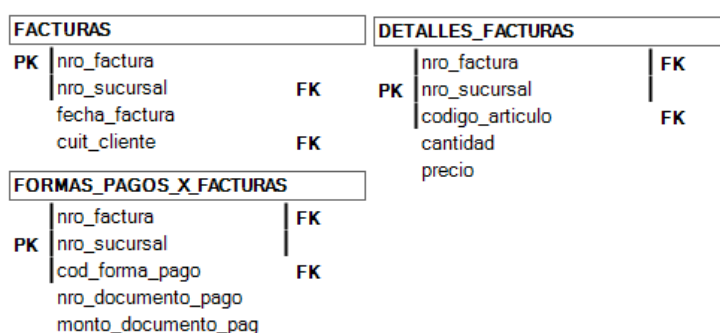 FACTURAS
PK nro_factura
nro_sucursal FK
fecha_factura
cuit_cliente FK
FORMAS_PAGOS_X_FACTURAS
nro_factura FK
PK nro_sucursal
cod_forma_pago FK
nro_documento_pago
monto_documento_pag
DETALLES_FACTURAS
nro_factura FK
PK nro_sucursal
codigo_articulo FK
cantidad
precio